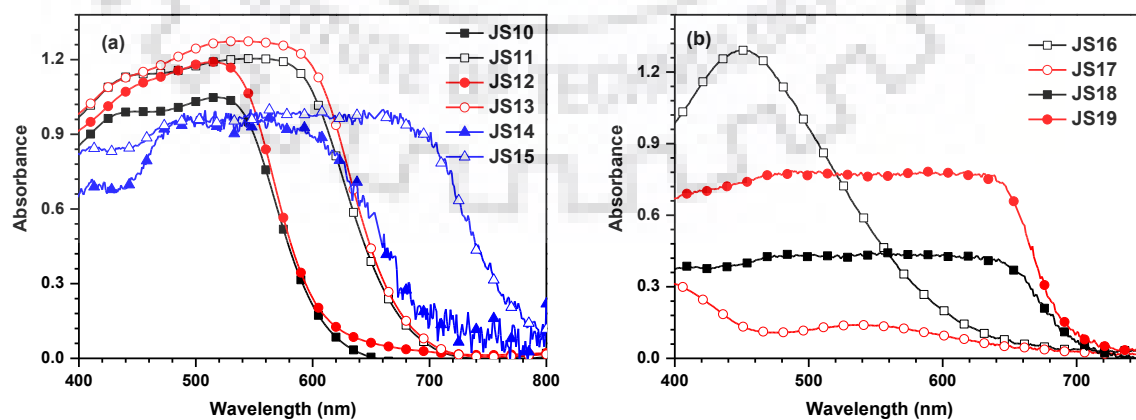 (a)
JS10
JS11
JS12
JS13
JS14
JS15
1.2
0.9
0.6
0.3
0.0
400 500 600 700 800
Absorbance
Wavelength (nm)
(b)
JS16
JS17
JS18
JS19
1.2
0.9
0.6
0.3
0.0
400 500 600 700
Absorbance
Wavelength (nm)